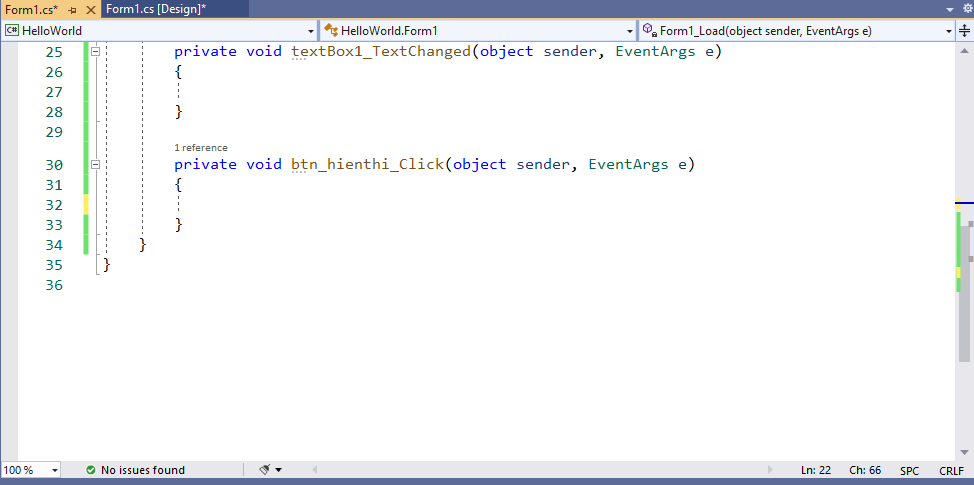 Form1.cs* Form1.cs [Design]*
C# HelloWorld HelloWorld.Form1 Form1_Load(object sender, EventArgs e)
25 private void textBox1_TextChanged(object sender, EventArgs e)
26 {
27
28 }
29
1 reference
30 private void btn_hienthi_Click(object sender, EventArgs e)
31 {
32
33 }
34 }
35 }
36
100 % No issues found Ln: 22 Ch: 66 SPC CRLF